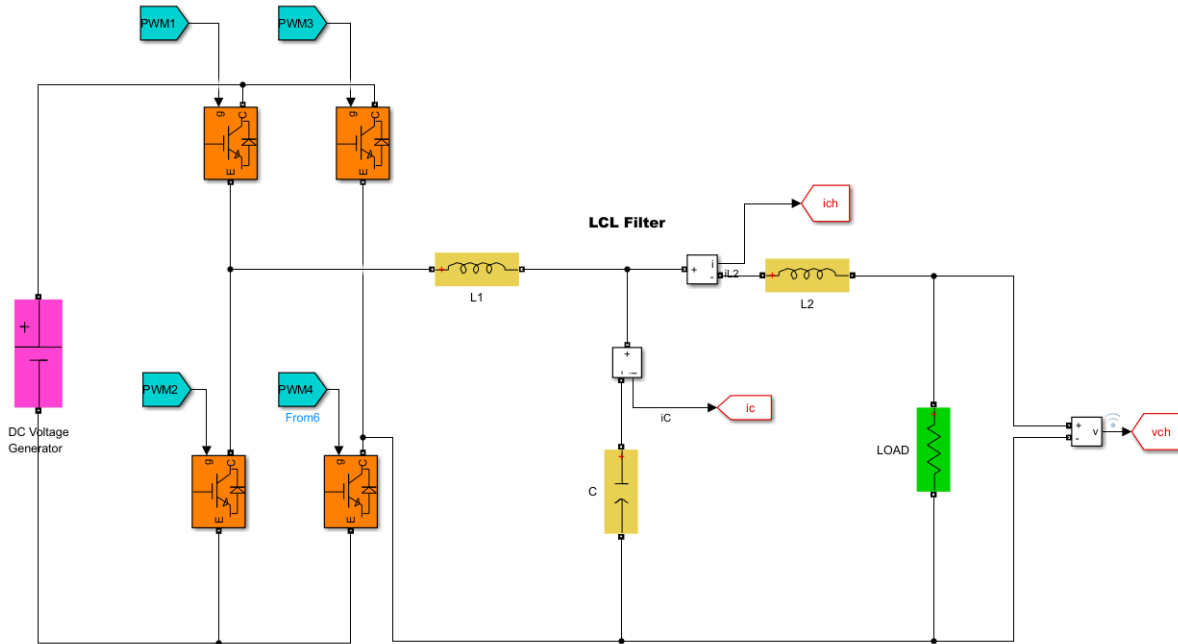 PWM1
PWM3
g
C
E
g
C
E
LCL Filter
ich
+
i
-
iL2
+
L1
+
L2
+
-
i
iC
ic
PWM2
PWM4
From6
+
DC Voltage
Generator
g
C
E
g
C
E
+
C
+
LOAD
+
-
v
vch